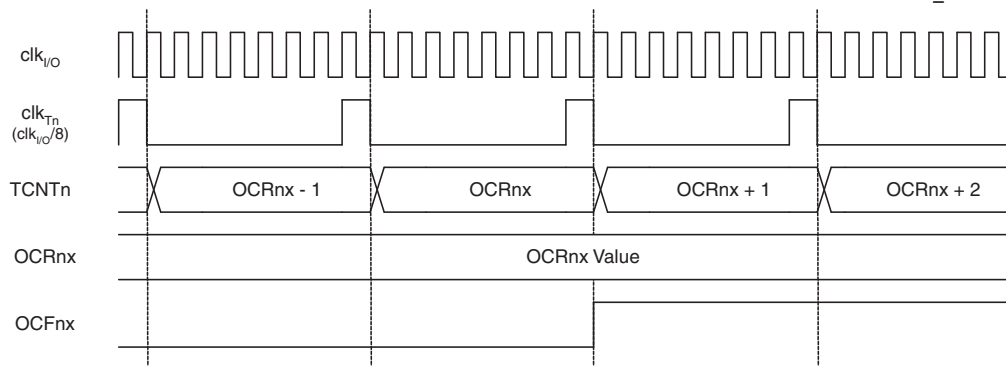 clkI/O
clkTn
(clkI/O/8)
TCNTn OCRnx - 1 OCRnx OCRnx + 1 OCRnx + 2
OCRnx OCRnx Value
OCFnx